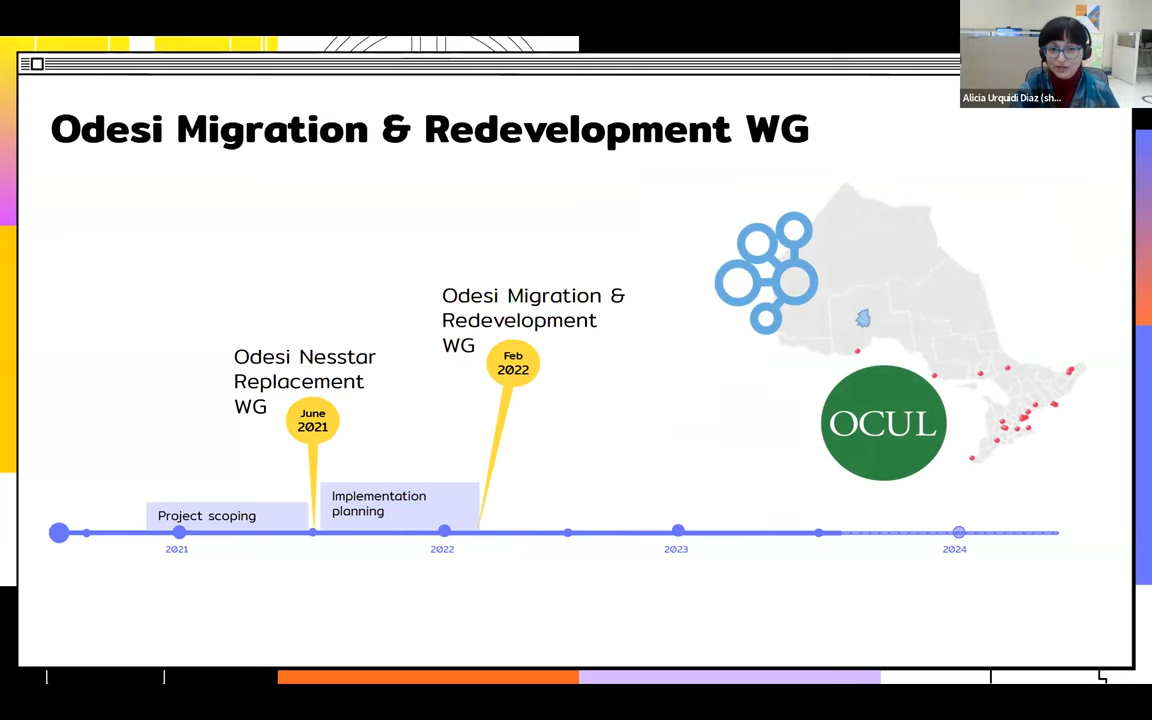 Alicia Urquidi Diaz (sh...
Odesi Migration & Redevelopment WG
Odesi Migration &
Redevelopment
WG
Feb
2022
Odesi Nesstar
Replacement
WG
June
2021
OCUL
Implementation
planning
Project scoping
2021
2022
2023
2024